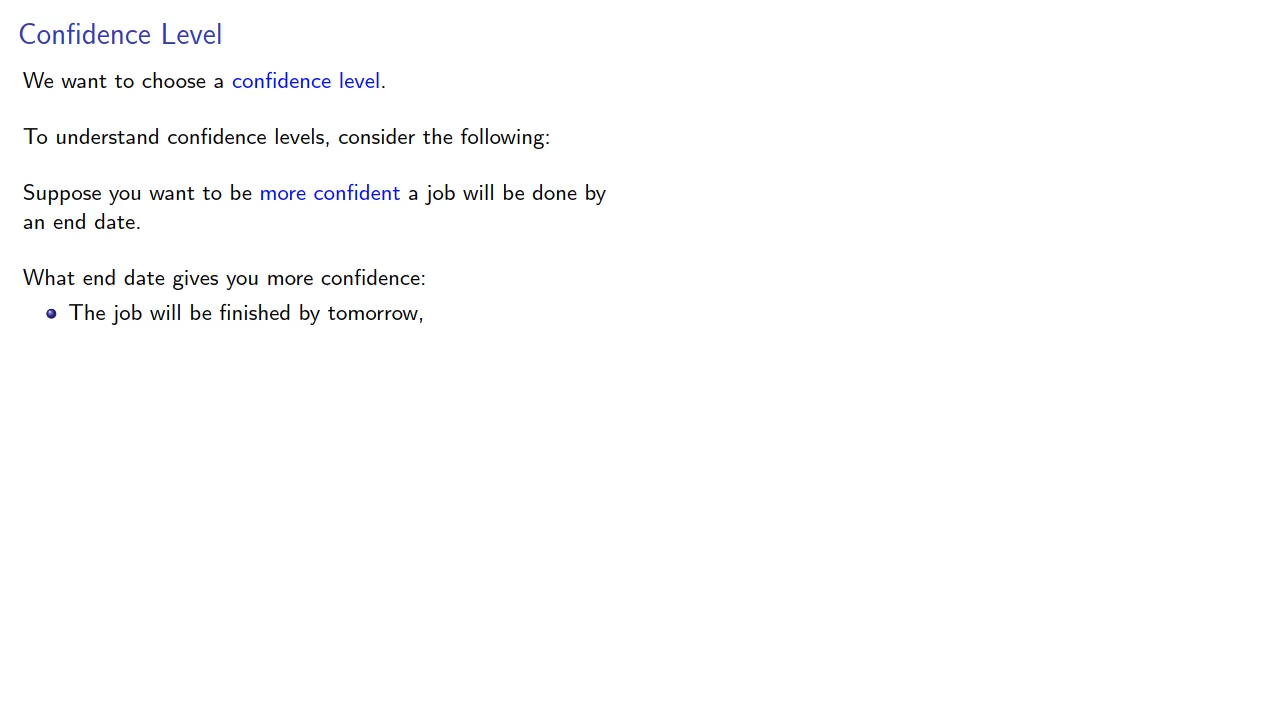 Confidence Level
We want to choose a confidence level.
To understand confidence levels, consider the following:
Suppose you want to be more confident a job will be done by
an end date.
What end date gives you more confidence:
The job will be finished by tomorrow,